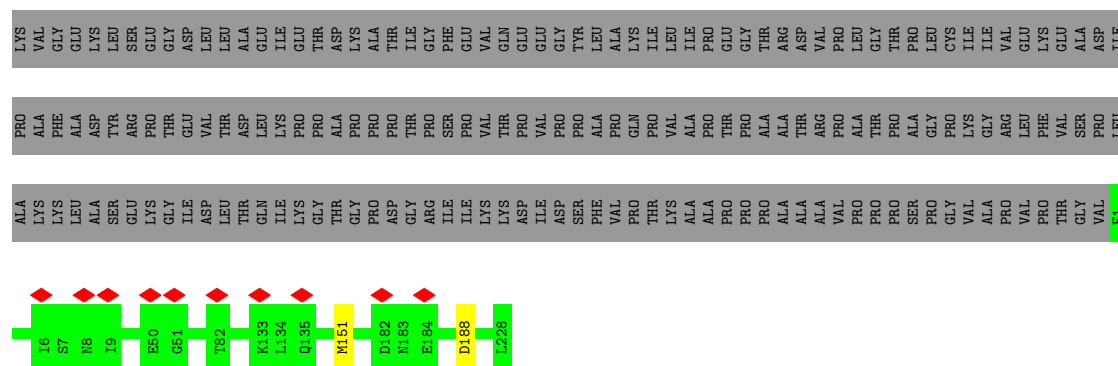 LYS VAL GLY GLU LYS LEU SER GLU GLY ASP LEU LEU ALA GLU ILE GLU THR ASP LYS ALA THR ILE GLY PHE GLU VAL GLN GLU GLU GLY TYR LEU ALA LYS ILE LEU ILE PRO GLU GLY THR ARG ASP VAL PRO LEU GLY THR PRO LEU CYS ILE ILE VAL GLU LYS GLU ALA ASP ILE
PRO ALA PHE ALA ASP TYR ARG PRO THR GLU VAL THR ASP LEU LYS PRO PRO ALA PRO PRO PRO THR PRO SER PRO VAL THR PRO VAL PRO PRO ALA PRO GLN PRO VAL ALA PRO THR PRO ALA ALA THR ARG PRO ALA THR PRO ALA GLY PRO LYS GLY ARG LEU PHE VAL SER PRO LEU
ALA LYS LYS LEU ALA SER GLU LYS GLY ILE ASP LEU THR GLN ILE LYS GLY THR GLY PRO ASP GLY ARG ILE ILE LYS LYS ASP ILE ASP SER PHE VAL PRO THR LYS ALA ALA PRO PRO PRO ALA ALA ALA VAL PRO PRO PRO SER PRO GLY VAL ALA PRO VAL PRO THR GLY VAL
I6 S7 N8 I9 E50 G51 T82 K133 L134 Q135 M151 D182 N183 E184 D188 L228